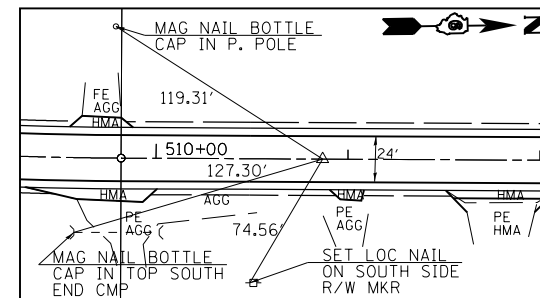 MAG NAIL BOTTLE
CAP IN P. POLE
N
FE
AGG
HMA
119.31'
510+00
24'
127.30'
HMA
AGG
HMA
HMA
PE
AGG
74.56'
PE
AGG
PE
HMA
MAG NAIL BOTTLE
CAP IN TOP SOUTH
END CMP
SET LOC NAIL
ON SOUTH SIDE
R/W MKR